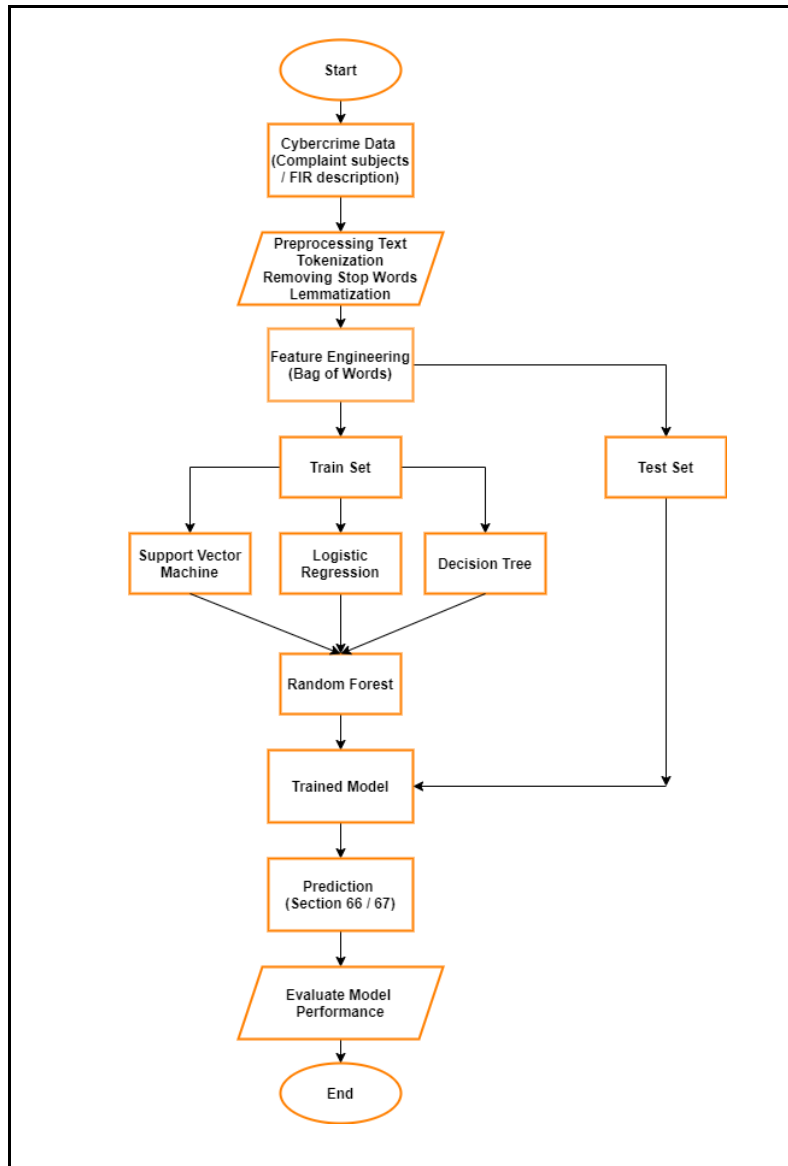 Start
Cybercrime Data
(Complaint subjects
/ FIR description)
Preprocessing Text
Tokenization
Removing Stop Words
Lemmatization
Feature Engineering
(Bag of Words)
Train Set
Test Set
Support Vector
Machine
Logistic
Regression
Decision Tree
Random Forest
Trained Model
Prediction
(Section 66 / 67)
Evaluate Model
Performance
End